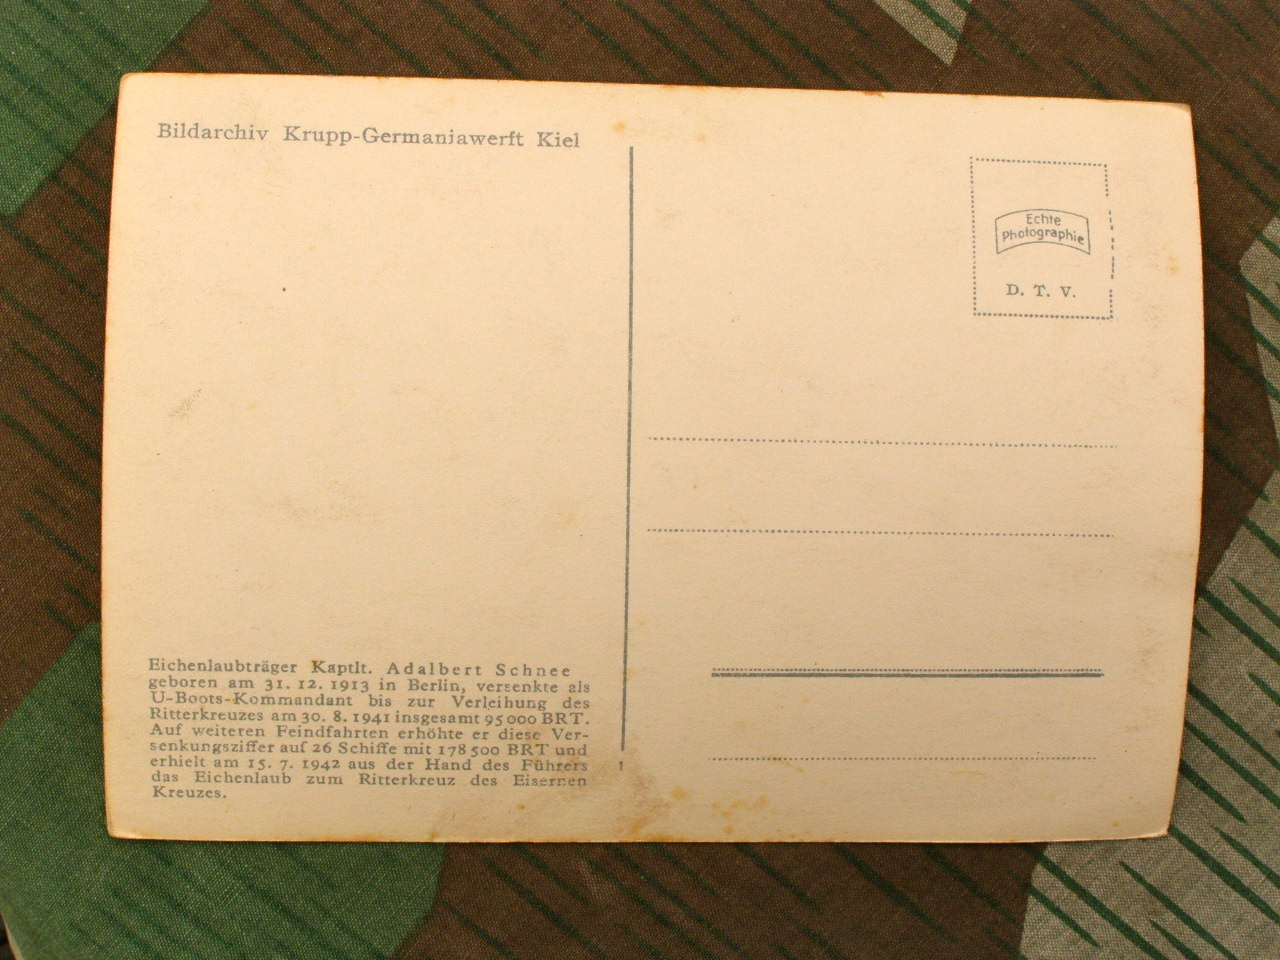 Bildarchiv Krupp-Germaniawerft Kiel
Echte
Photographie
D. T. V.
Eichenlaubträger Kaptlt. Adalbert Schnee
geboren am 31. 12. 1913 in Berlin, versenkte als
U-Boots-Kommandant bis zur Verleihung des
Ritterkreuzes am 30. 8. 1941 insgesamt 95 000 BRT.
Auf weiteren Feindfahrten erhöhte er diese Ver-
senkungsziffer auf 26 Schiffe mit 178 500 BRT und
erhielt am 15. 7. 1942 aus der Hand des Führers
das Eichenlaub zum Ritterkreuz des Eisernen
Kreuzes.
1